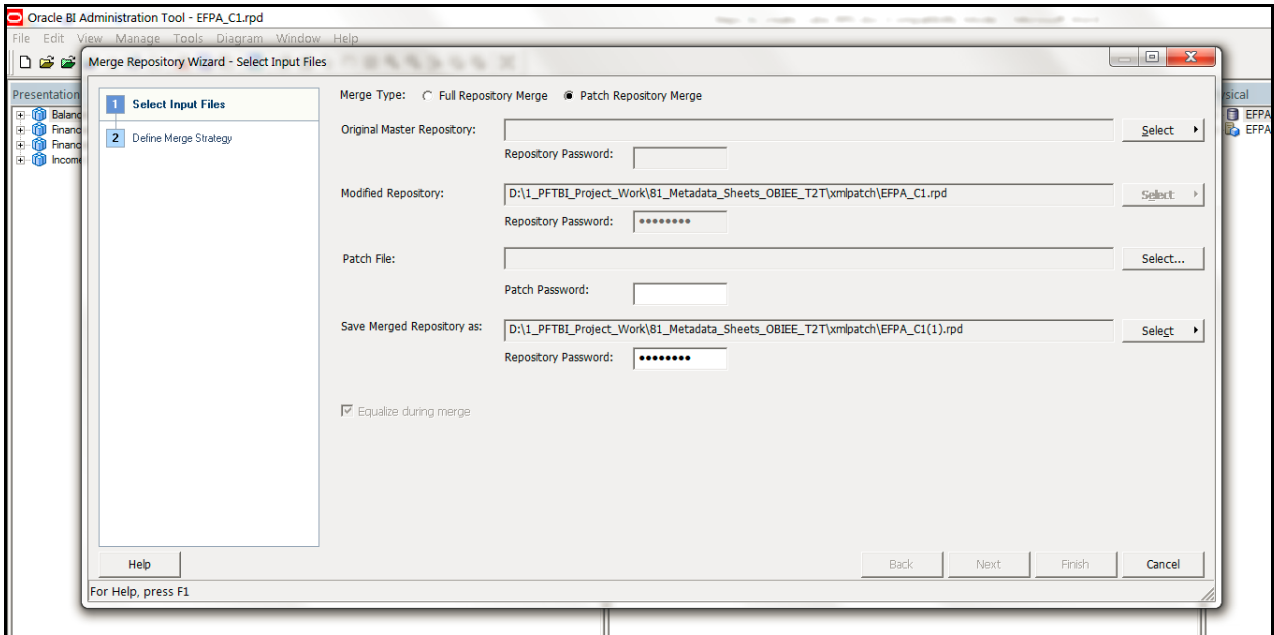 Oracle BI Administration Tool - EFPA_C1.rpd
File Edit View Manage Tools Diagram Window Help
Merge Repository Wizard - Select Input Files
Presentation
Balanc
Financ
Financ
Income
1 Select Input Files
2 Define Merge Strategy
Merge Type: Full Repository Merge Patch Repository Merge
Original Master Repository: Select
Repository Password:
Modified Repository: D:\1_PFTBI_Project_Work\81_Metadata_Sheets_OBIEE_T2T\xmlpatch\EFPA_C1.rpd Select
Repository Password: ••••••••
Patch File: Select...
Patch Password:
Save Merged Repository as: D:\1_PFTBI_Project_Work\81_Metadata_Sheets_OBIEE_T2T\xmlpatch\EFPA_C1(1).rpd Select
Repository Password: ••••••••
Equalize during merge
ysical
EFPA
EFPA
Help Back Next Finish Cancel
For Help, press F1